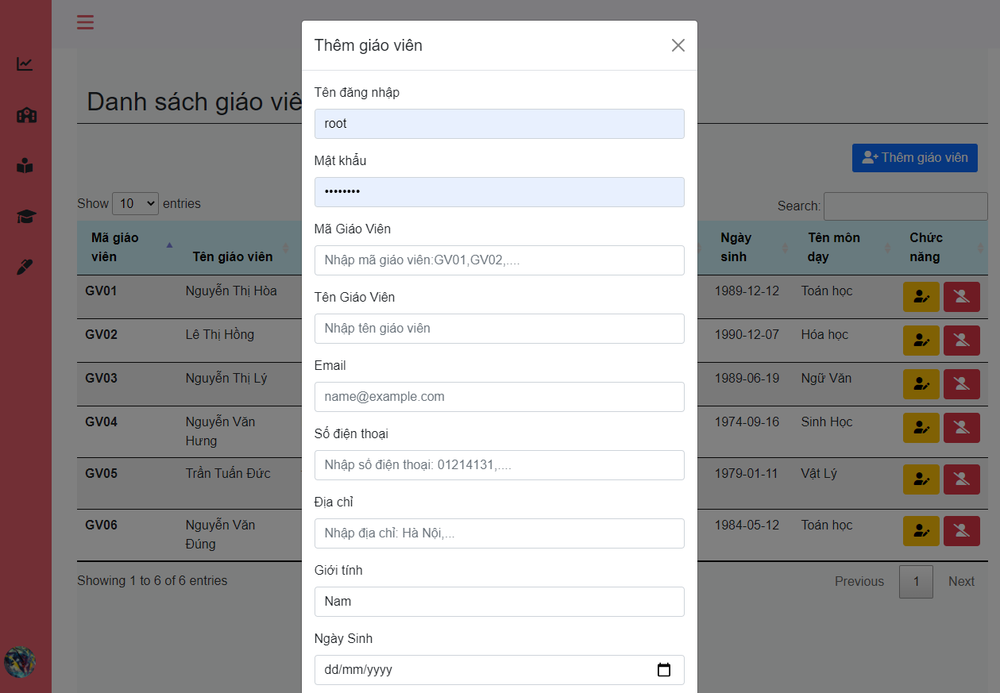 Thêm giáo viên
Tên đăng nhập
root
Mật khẩu
••••••••
Mã Giáo Viên
Nhập mã giáo viên:GV01,GV02,....
Tên Giáo Viên
Nhập tên giáo viên
Email
name@example.com
Số điện thoại
Nhập số điện thoại: 01214131,....
Địa chỉ
Nhập địa chỉ: Hà Nội,...
Giới tính
Nam
Ngày Sinh
dd/mm/yyyy
Danh sách giáo viê
Thêm giáo viên
Show 10 entries
Search:
Mã giáo viên Tên giáo viên Ngày sinh Tên môn dạy Chức năng
GV01 Nguyễn Thị Hòa 1989-12-12 Toán học
GV02 Lê Thị Hồng 1990-12-07 Hóa học
GV03 Nguyễn Thị Lý 1989-06-19 Ngữ Văn
GV04 Nguyễn Văn Hưng 1974-09-16 Sinh Học
GV05 Trần Tuấn Đức 1979-01-11 Vật Lý
GV06 Nguyễn Văn Đúng 1984-05-12 Toán học
Showing 1 to 6 of 6 entries
Previous 1 Next